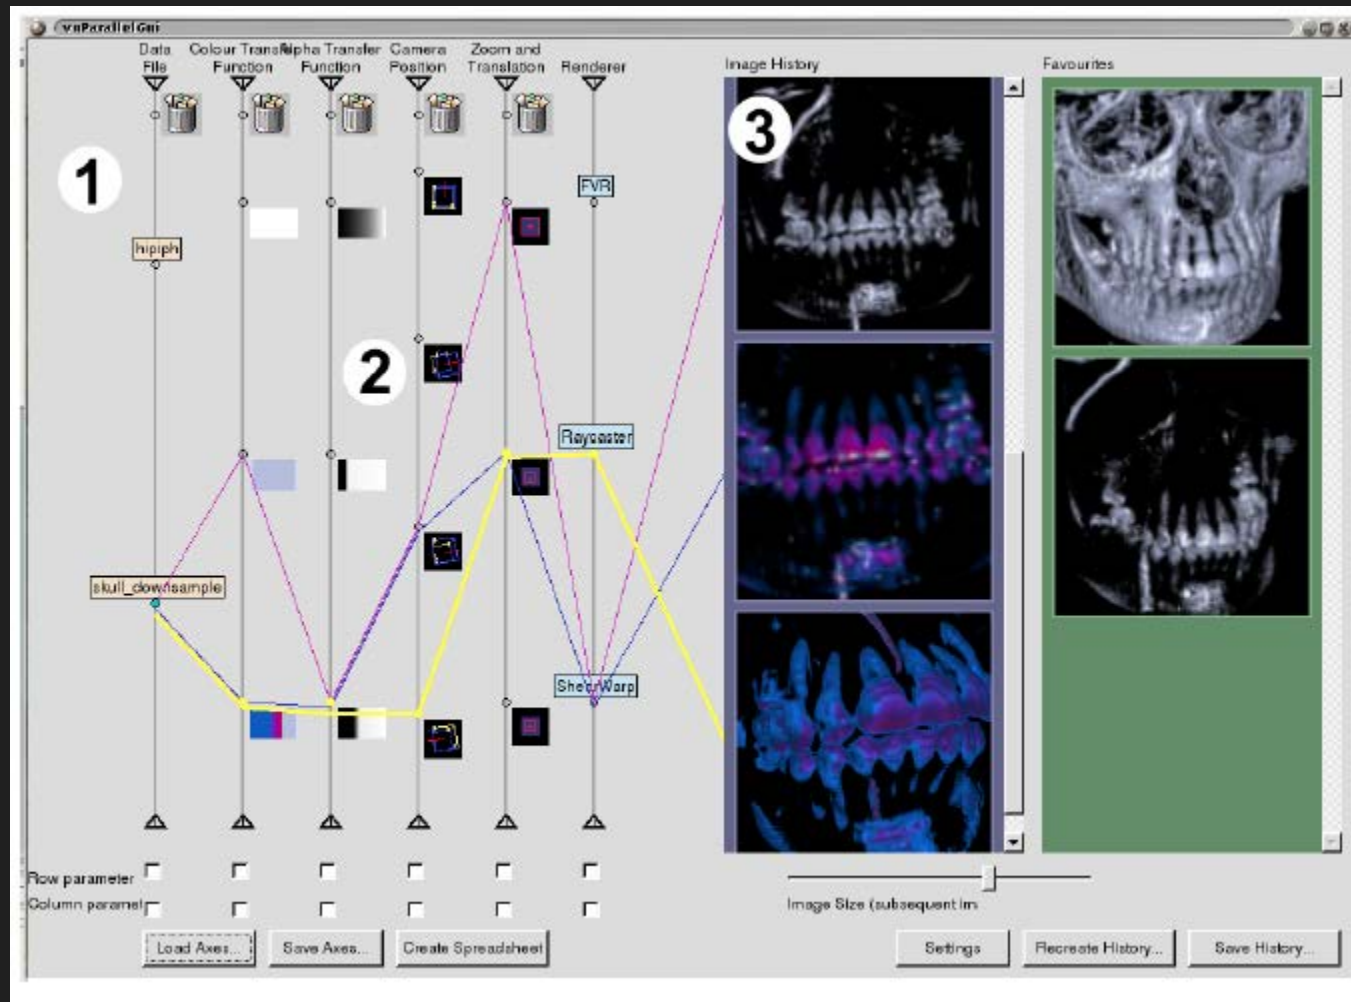 vnParallelGui
Data File
Colour Transfer Function
Alpha Transfer Function
Camera Position
Zoom and Translation
Renderer
Image History
Favourites
1
2
3
hipiph
FVR
Raycaster
skull_downsample
ShearWarp
Row parameter
Column paramet
Image Size (subsequent im
Load Axes...
Save Axes...
Create Spreadsheet
Settings
Recreate History...
Save History...